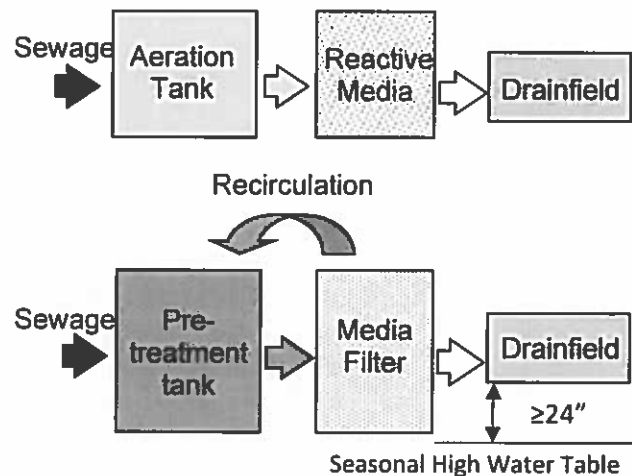 Sewage
Aeration
Tank
Reactive
Media
Drainfield
Recirculation
Sewage
Pre-
treatment
tank
Media
Filter
Drainfield
≥24"
Seasonal High Water Table